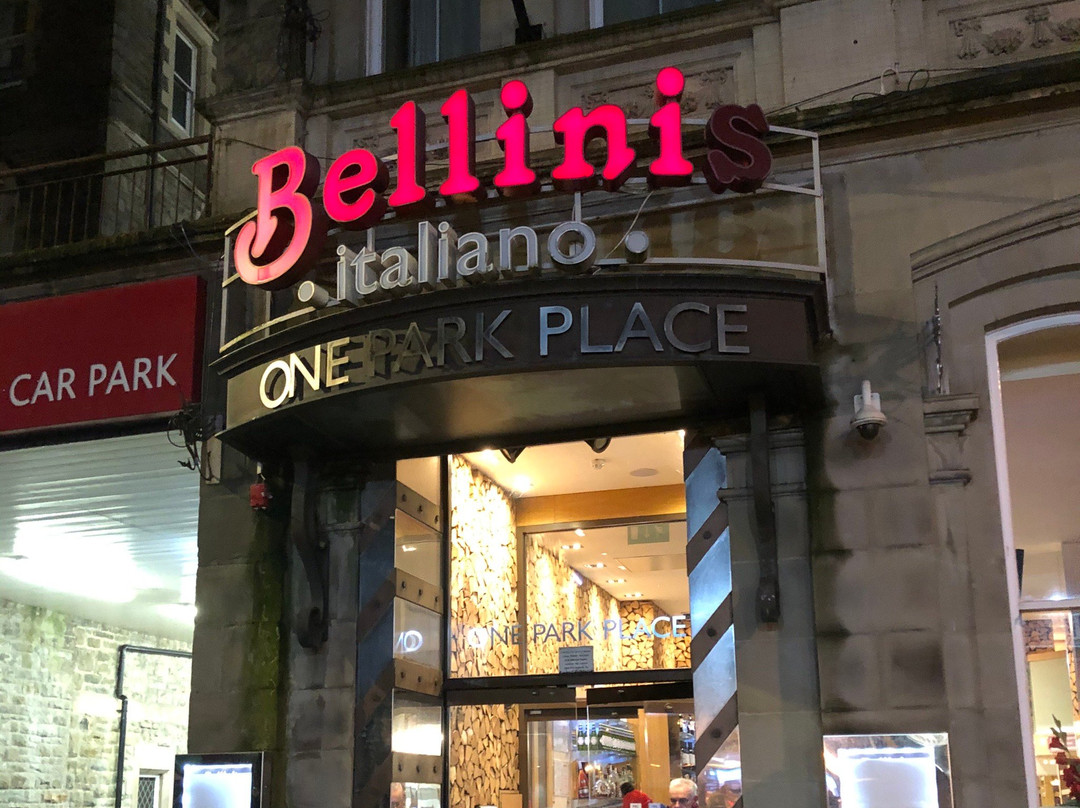 Bellinis
italiano
ONE PARK PLACE
CAR PARK
ONE PARK PLACE